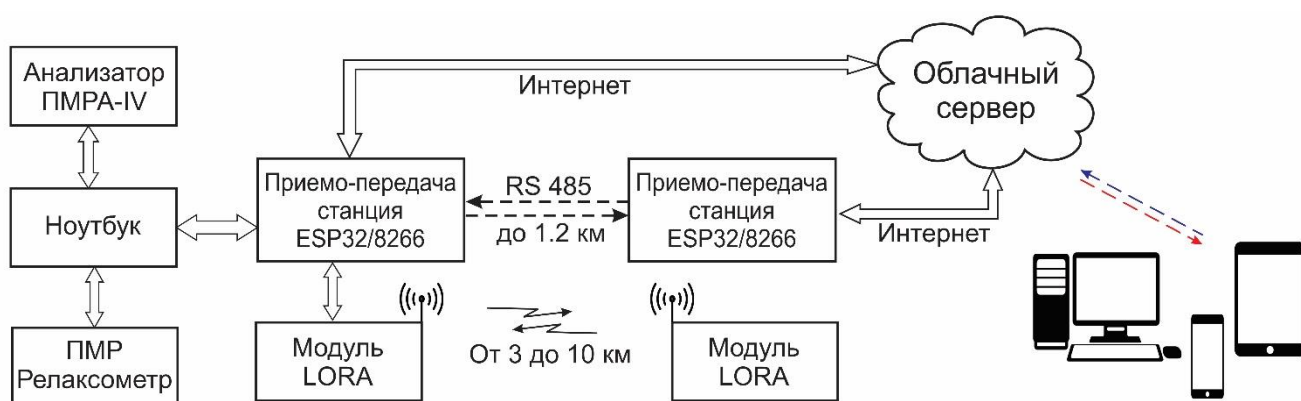 Анализатор
ПМРА-IV
Ноутбук
ПМР
Релаксометр
Интернет
Приемо-передача
станция
ESP32/8266
Модуль
LORA
RS 485
до 1.2 км
От 3 до 10 км
Приемо-передача
станция
ESP32/8266
Модуль
LORA
Облачный
сервер
Интернет